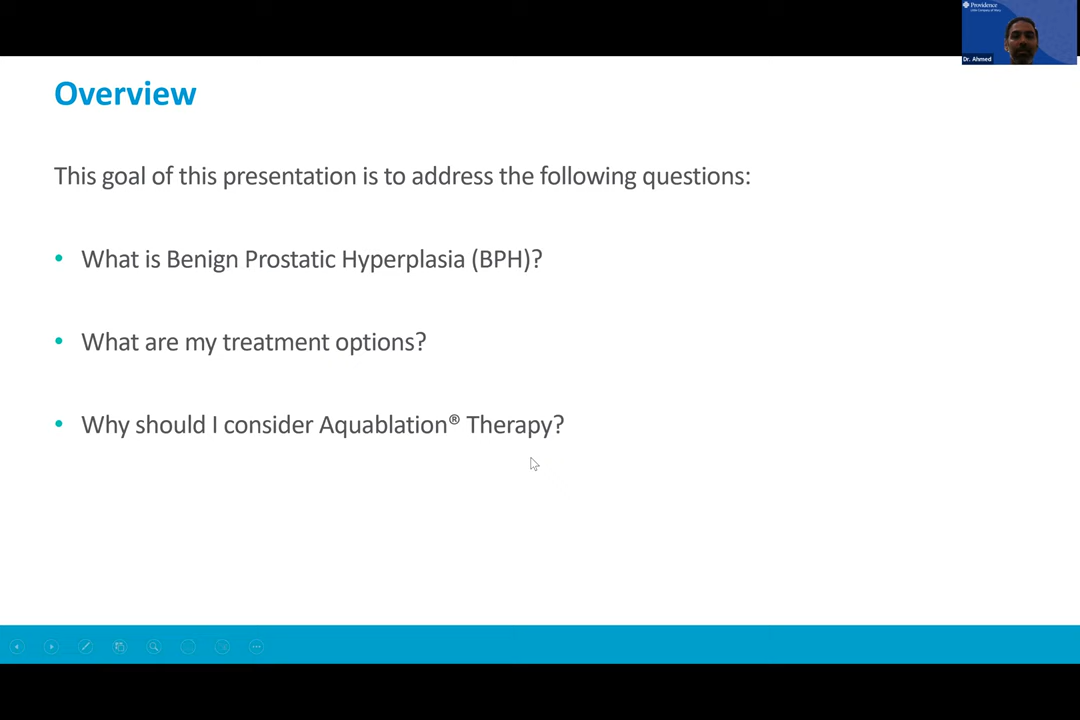 Providence
Dr. Ahmed
Overview
This goal of this presentation is to address the following questions:
• What is Benign Prostatic Hyperplasia (BPH)?
• What are my treatment options?
• Why should I consider Aquablation® Therapy?